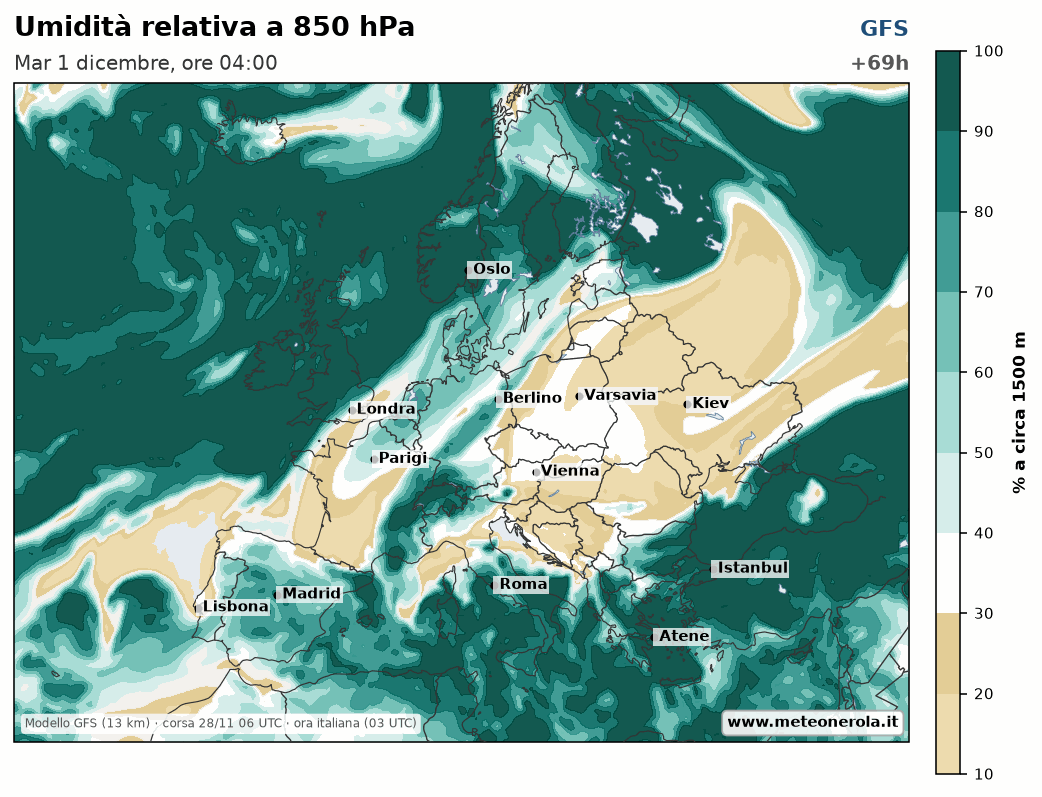 Umidità relativa a 850 hPa
GFS
Mar 1 dicembre, ore 04:00
+69h
100
90
80
70
60
50
40
30
20
10
% a circa 1500 m
Oslo
Londra
Berlino
Varsavia
Kiev
Parigi
Vienna
Istanbul
Roma
Madrid
Lisbona
Atene
Modello GFS (13 km) · corsa 28/11 06 UTC · ora italiana (03 UTC)
www.meteonerola.it